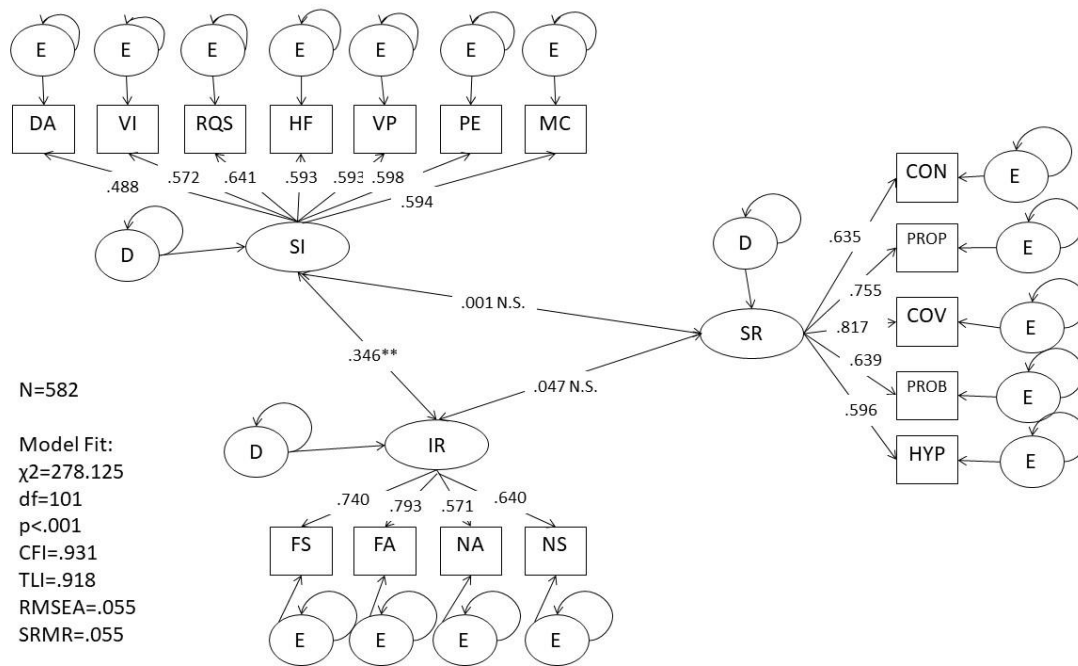 E E E E E E E
DA VI RQS HF VP PE MC
.488 .572 .641 .593 .593 .598 .594
D SI
CON E
D
.635
PROP E
.755
.001 N.S.
COV E
.817
SR
.346**
.639
PROB E
.047 N.S.
.596
HYP E
D IR
.740 .793 .571 .640
FS FA NA NS
E E E E
N=582
Model Fit:
χ2=278.125
df=101
p<.001
CFI=.931
TLI=.918
RMSEA=.055
SRMR=.055